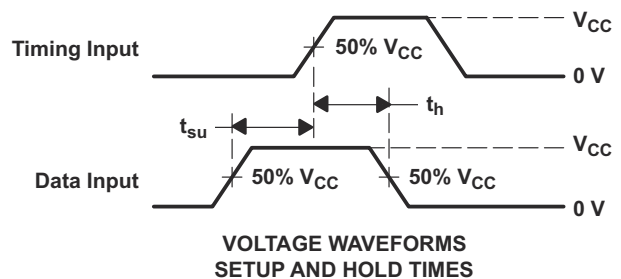 V_CC
Timing Input
50% V_CC
0 V
t_su
t_h
V_CC
Data Input
50% V_CC
50% V_CC
0 V
VOLTAGE WAVEFORMS
SETUP AND HOLD TIMES